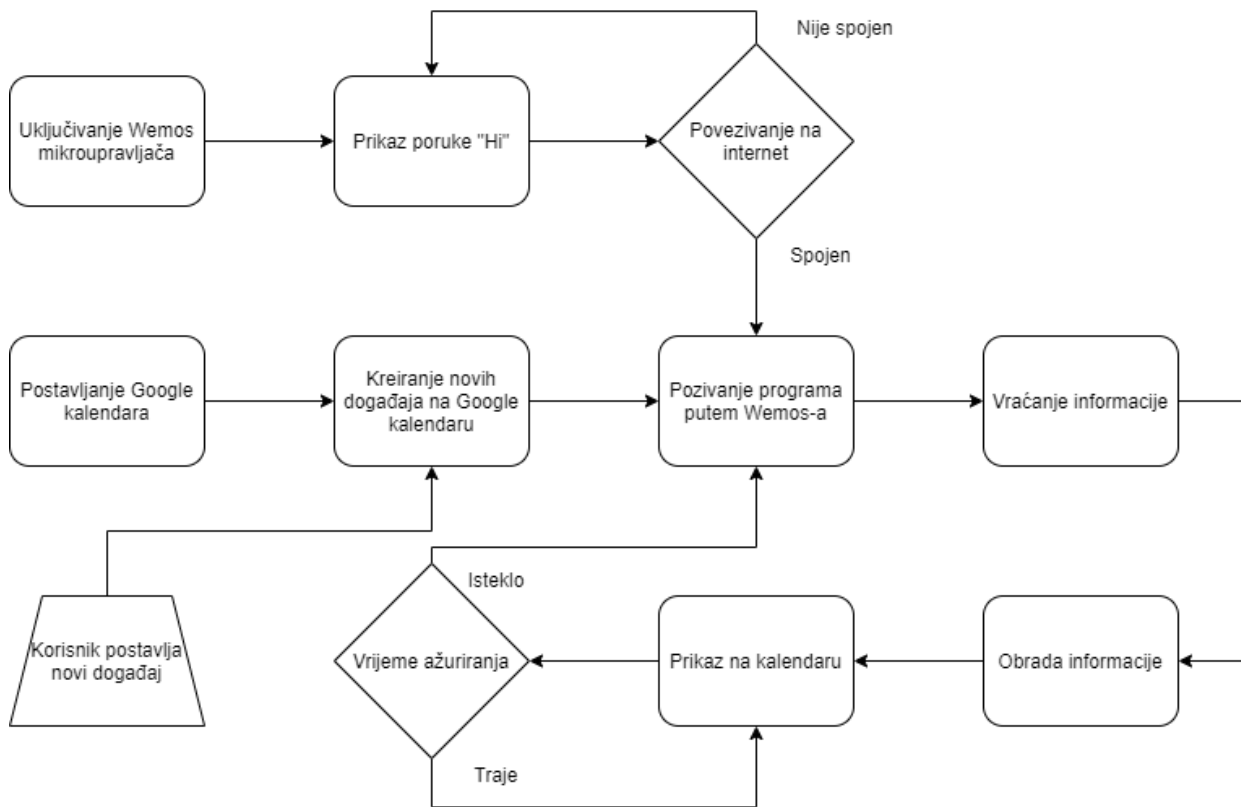 Nije spojen
Uključivanje Wemos
mikroupravljača
Prikaz poruke "Hi"
Povezivanje na
internet
Spojen
Postavljanje Google
kalendara
Kreiranje novih
događaja na Google
kalendaru
Pozivanje programa
putem Wemos-a
Vraćanje informacije
Isteklo
Korisnik postavlja
novi događaj
Vrijeme ažuriranja
Prikaz na kalendaru
Obrada informacije
Traje